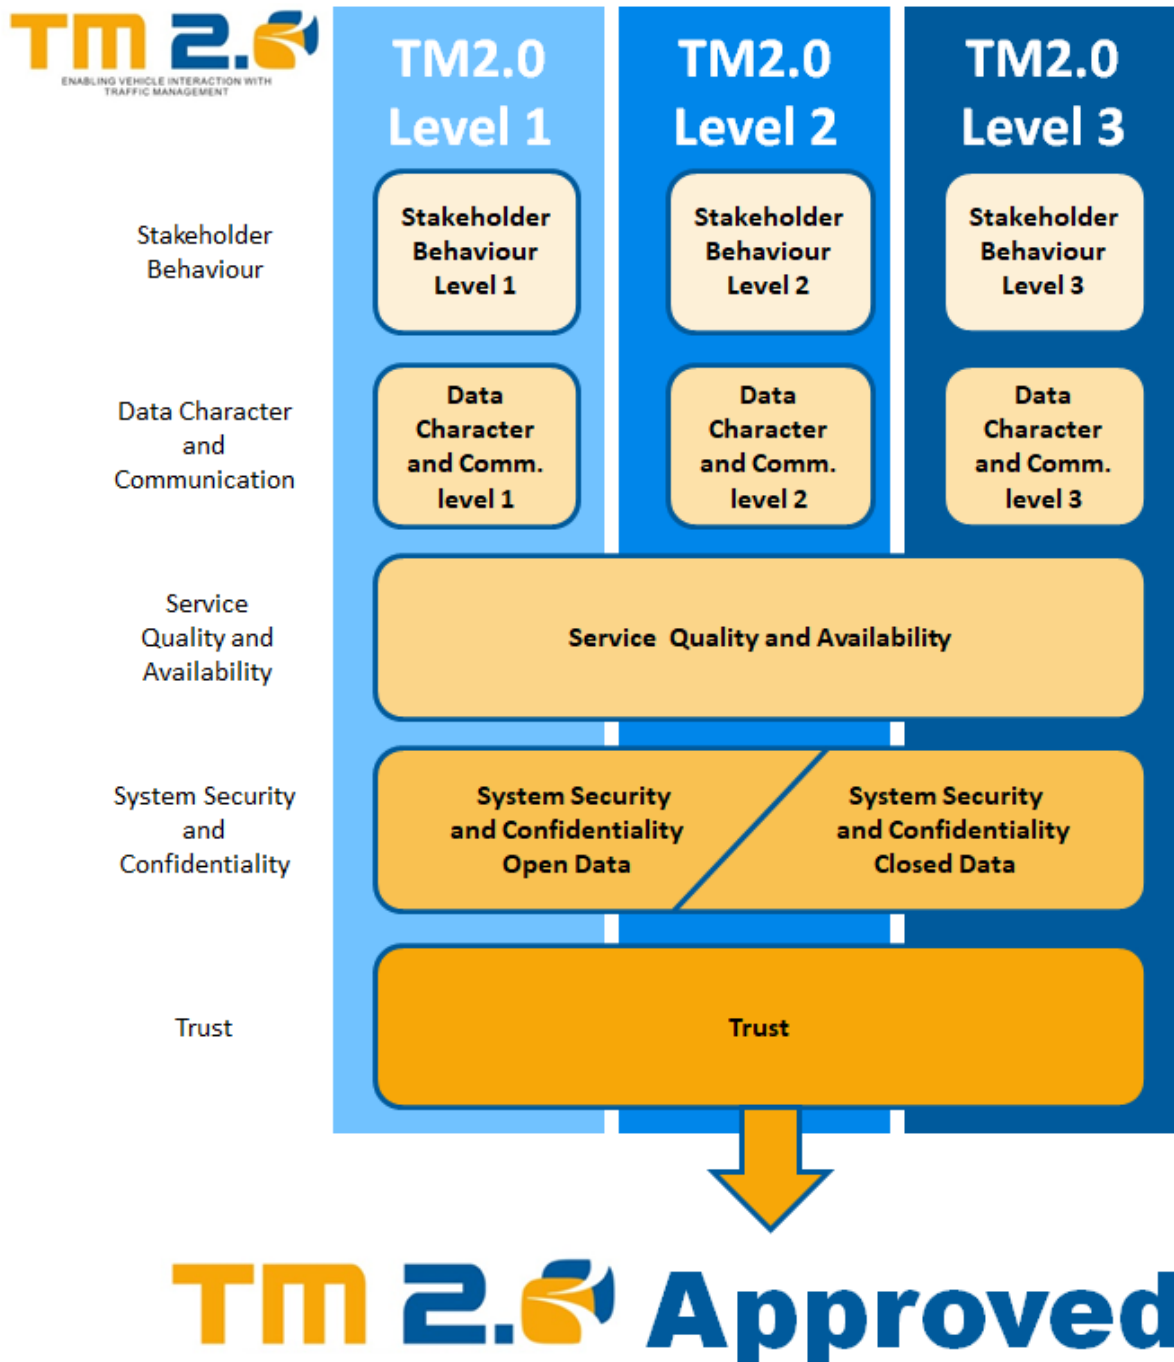 TM 2.0
ENABLING VEHICLE INTERACTION WITH
TRAFFIC MANAGEMENT
TM2.0
Level 1
TM2.0
Level 2
TM2.0
Level 3
Stakeholder
Behaviour
Stakeholder
Behaviour
Level 1
Stakeholder
Behaviour
Level 2
Stakeholder
Behaviour
Level 3
Data Character
and
Communication
Data
Character
and Comm.
level 1
Data
Character
and Comm.
level 2
Data
Character
and Comm.
level 3
Service
Quality and
Availability
Service  Quality and Availability
System Security
and
Confidentiality
System Security
and Confidentiality
Open Data
System Security
and Confidentiality
Closed Data
Trust
Trust
TM 2.0 Approved